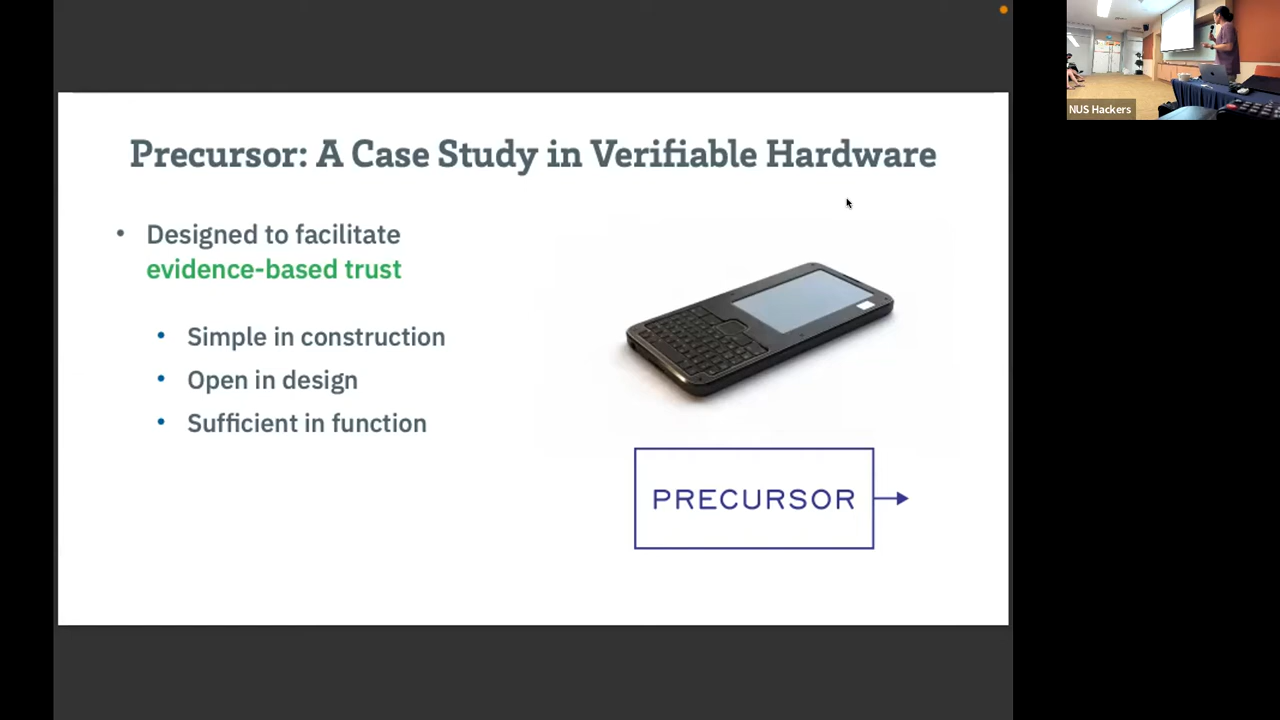 Precursor: A Case Study in Verifiable Hardware
• Designed to facilitate
evidence-based trust
• Simple in construction
• Open in design
• Sufficient in function
PRECURSOR
NUS Hackers